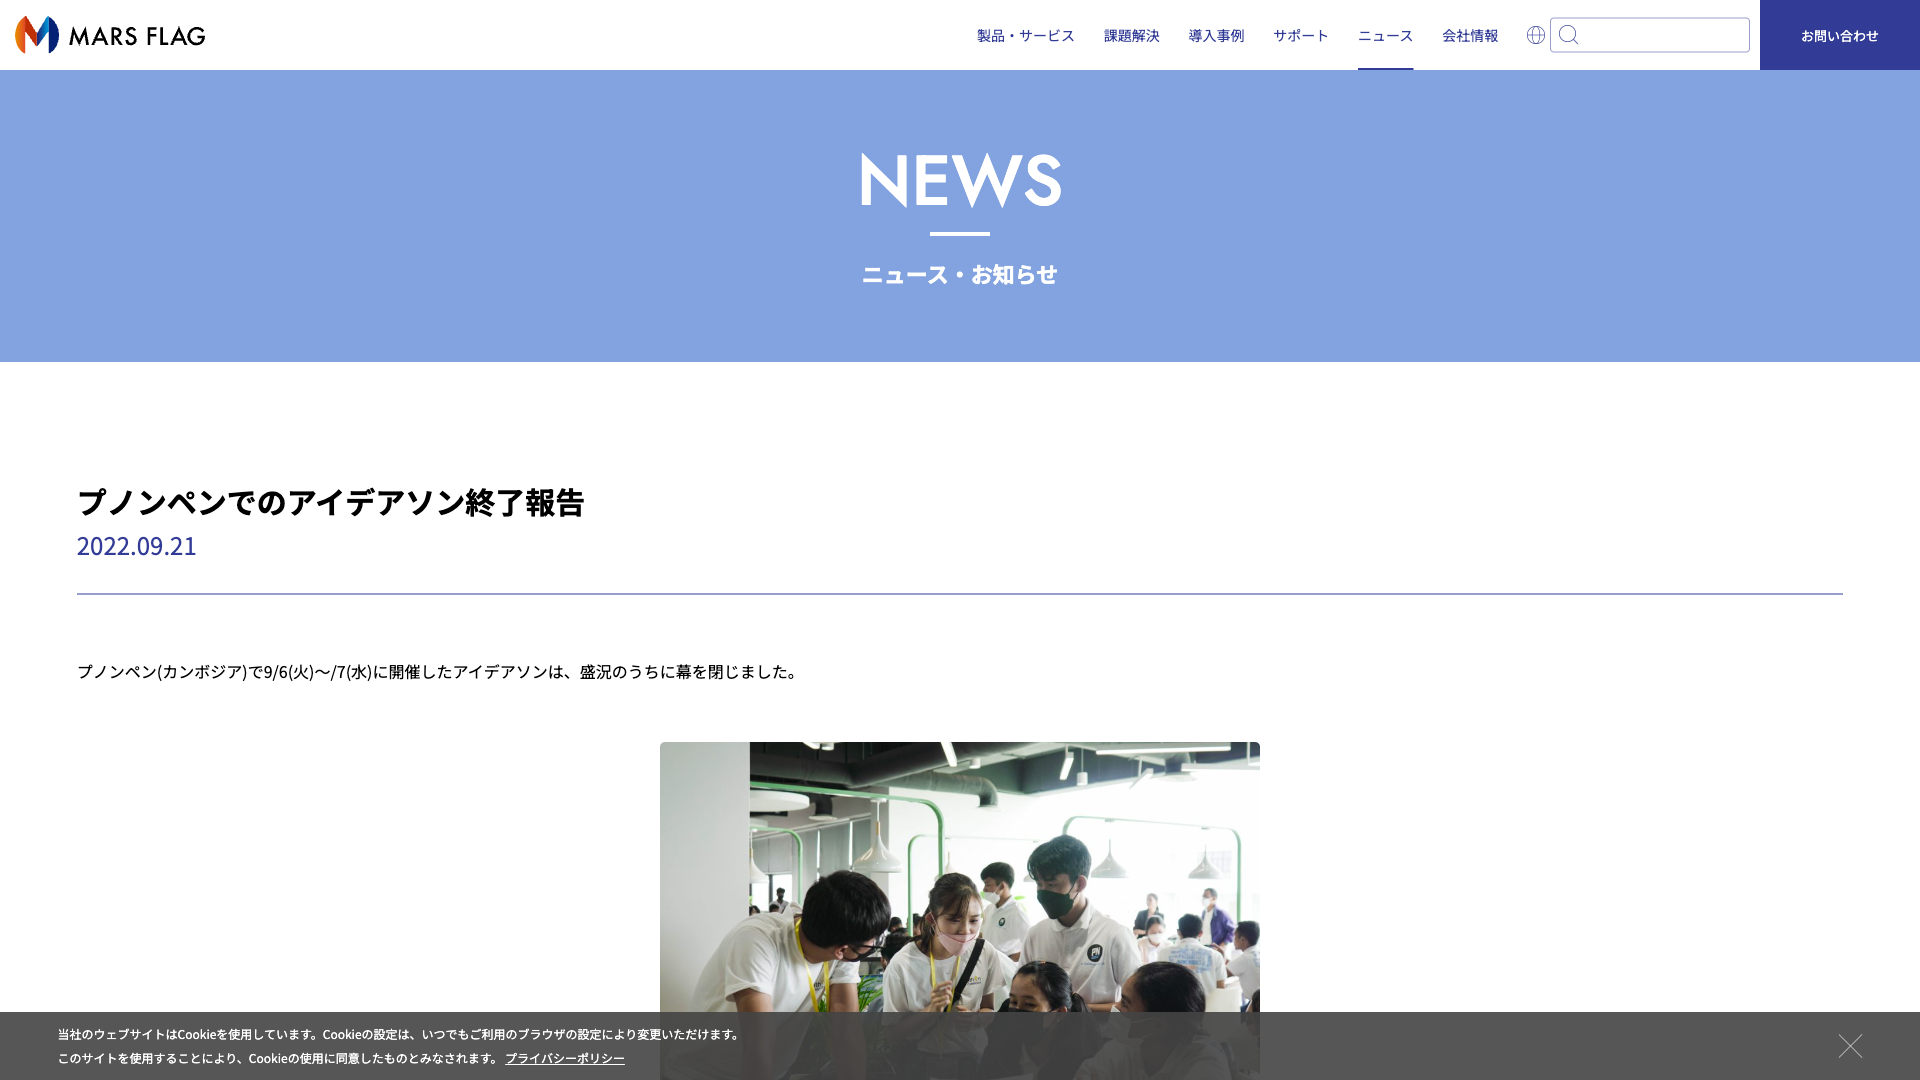 MARS FLAG
製品・サービス
課題解決
導入事例
サポート
ニュース
会社情報
お問い合わせ
NEWS
ニュース・お知らせ
プノンペンでのアイデアソン終了報告
2022.09.21
プノンペン(カンボジア)で9/6(火)〜/7(水)に開催したアイデアソンは、盛況のうちに幕を閉じました。
当社のウェブサイトはCookieを使用しています。Cookieの設定は、いつでもご利用のブラウザの設定により変更いただけます。
このサイトを使用することにより、Cookieの使用に同意したものとみなされます。 プライバシーポリシー